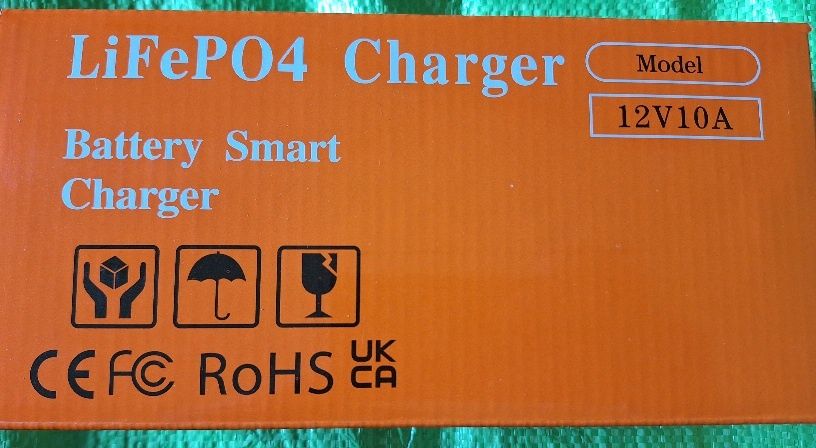 LiFePO4 Charger
Model
12V10A
Battery Smart
Charger
CE FC RoHS UK
CA